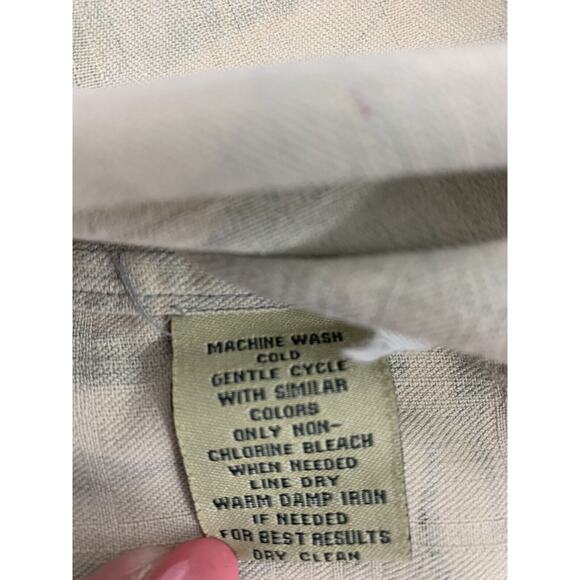 MACHINE WASH
COLD
GENTLE CYCLE
WITH SIMILAR
COLORS
ONLY NON-
CHLORINE BLEACH
WHEN NEEDED
LINE DRY
WARM DAMP IRON
IF NEEDED
FOR BEST RESULTS
DRY CLEAN